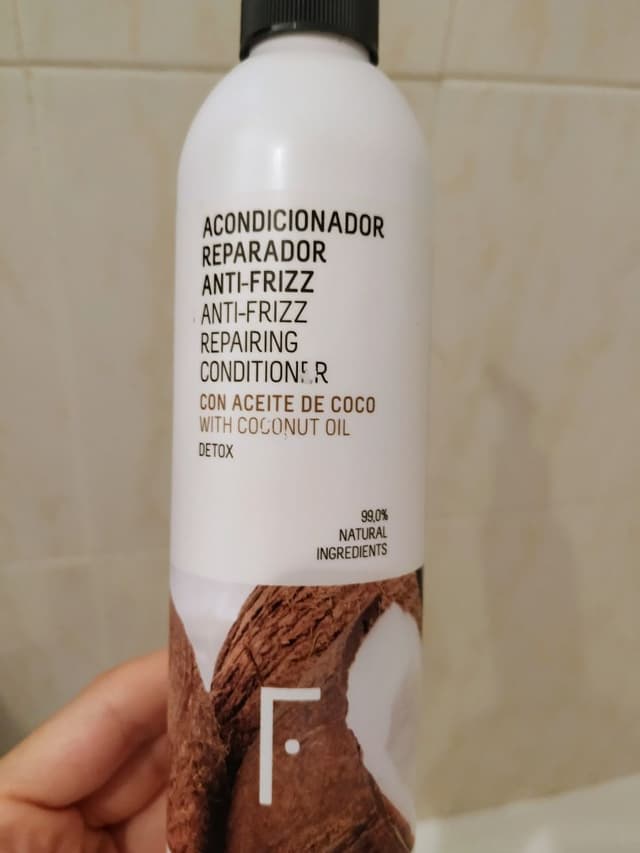 ACONDICIONADOR
REPARADOR
ANTI-FRIZZ
ANTI-FRIZZ
REPAIRING
CONDITIONER
CON ACEITE DE COCO
WITH COCONUT OIL
DETOX
99,0%
NATURAL
INGREDIENTS
F